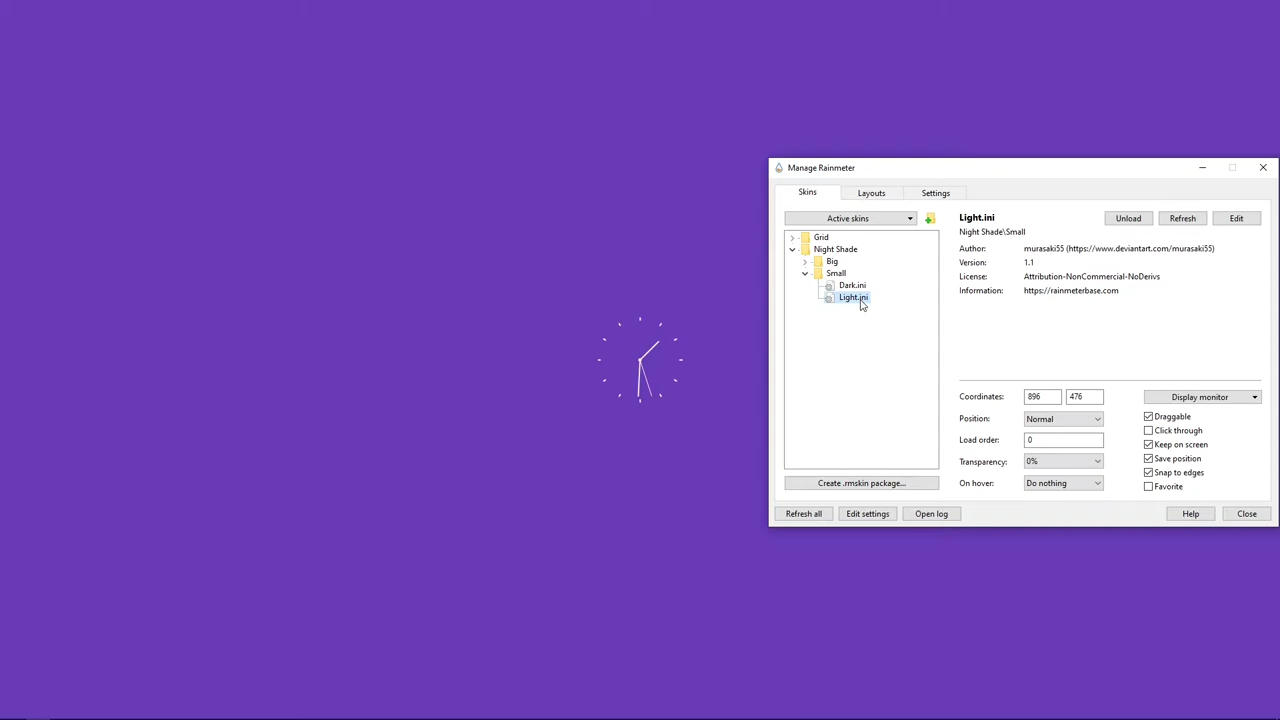 Manage Rainmeter
Skins
Layouts
Settings
Active skins
Grid
Night Shade
Big
Small
Dark.ini
Light.ini
Create .rmskin package...
Light.ini
Unload
Refresh
Edit
Night Shade\Small
Author: murasaki55 (https://www.deviantart.com/murasaki55)
Version: 1.1
License: Attribution-NonCommercial-NoDerivs
Information: https://rainmeterbase.com
Coordinates: 896 476
Display monitor
Position: Normal
Load order: 0
Transparency: 0%
On hover: Do nothing
Draggable
Click through
Keep on screen
Save position
Snap to edges
Favorite
Refresh all
Edit settings
Open log
Help
Close